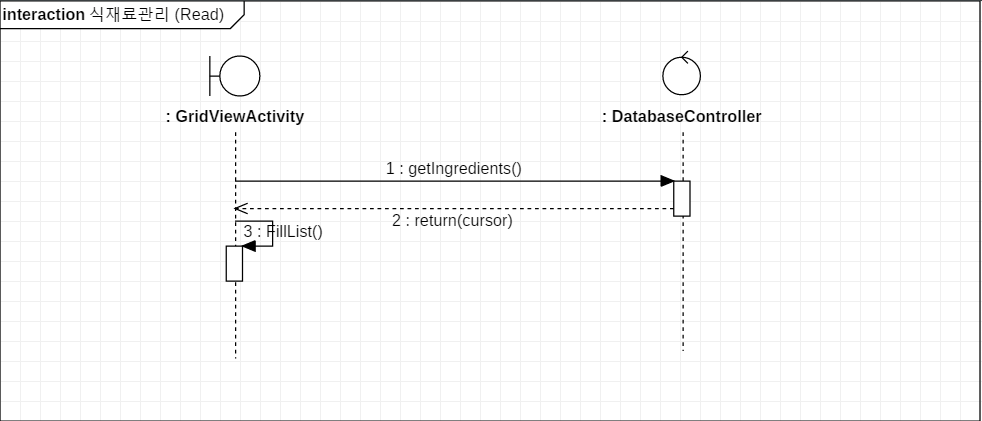 interaction 식재료관리 (Read)
: GridViewActivity
: DatabaseController
1 : getIngredients()
2 : return(cursor)
3 : FillList()